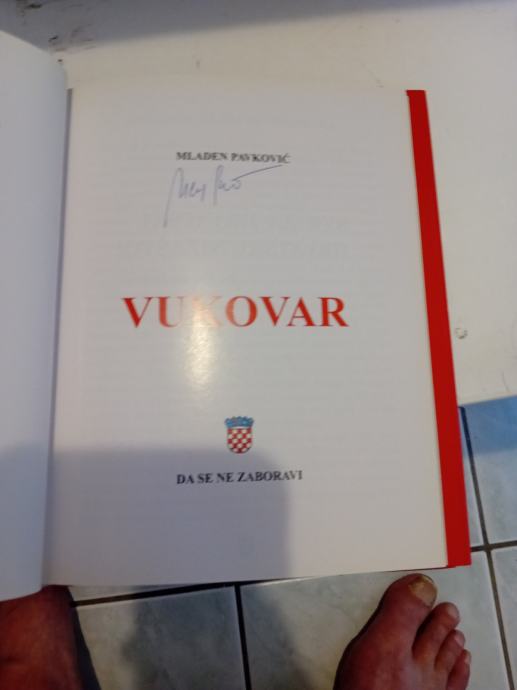 MLADEN PAVKOVIĆ
VUKOVAR
DA SE NE ZABORAVI